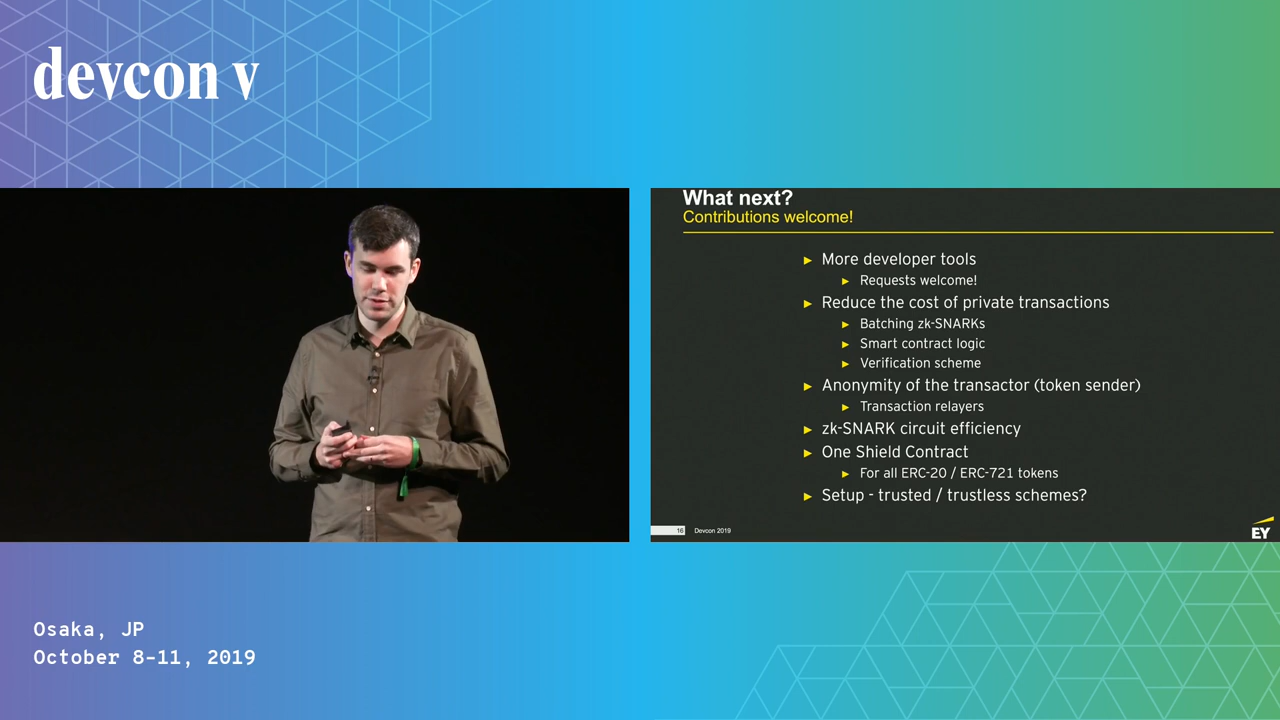 devcon v
What next?
Contributions welcome!
► More developer tools
► Requests welcome!
► Reduce the cost of private transactions
► Batching zk-SNARKs
► Smart contract logic
► Verification scheme
► Anonymity of the transactor (token sender)
► Transaction relayers
► zk-SNARK circuit efficiency
► One Shield Contract
► For all ERC-20 / ERC-721 tokens
► Setup - trusted / trustless schemes?
16 Devcon 2019
EY
Osaka, JP
October 8-11, 2019